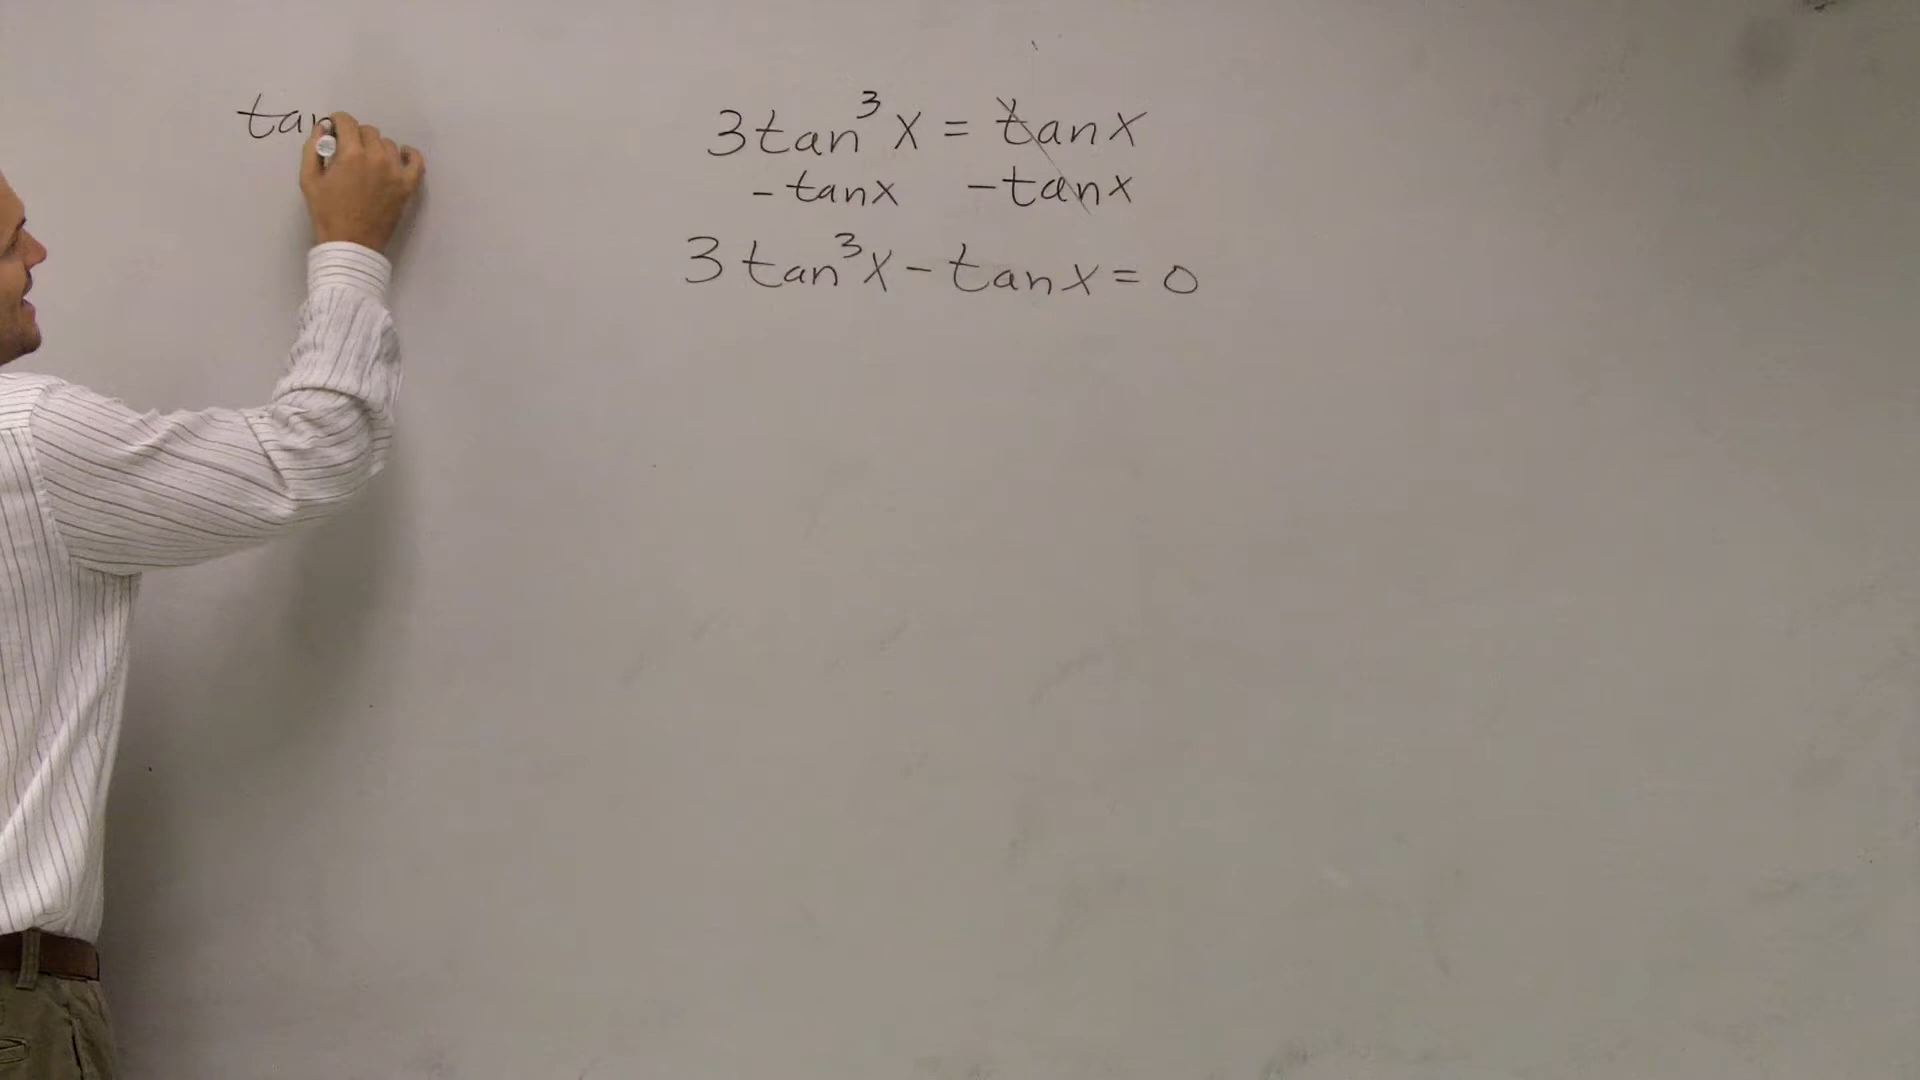 tan
3tan³x = tanx
-tanx -tanx
3tan³x - tanx = 0